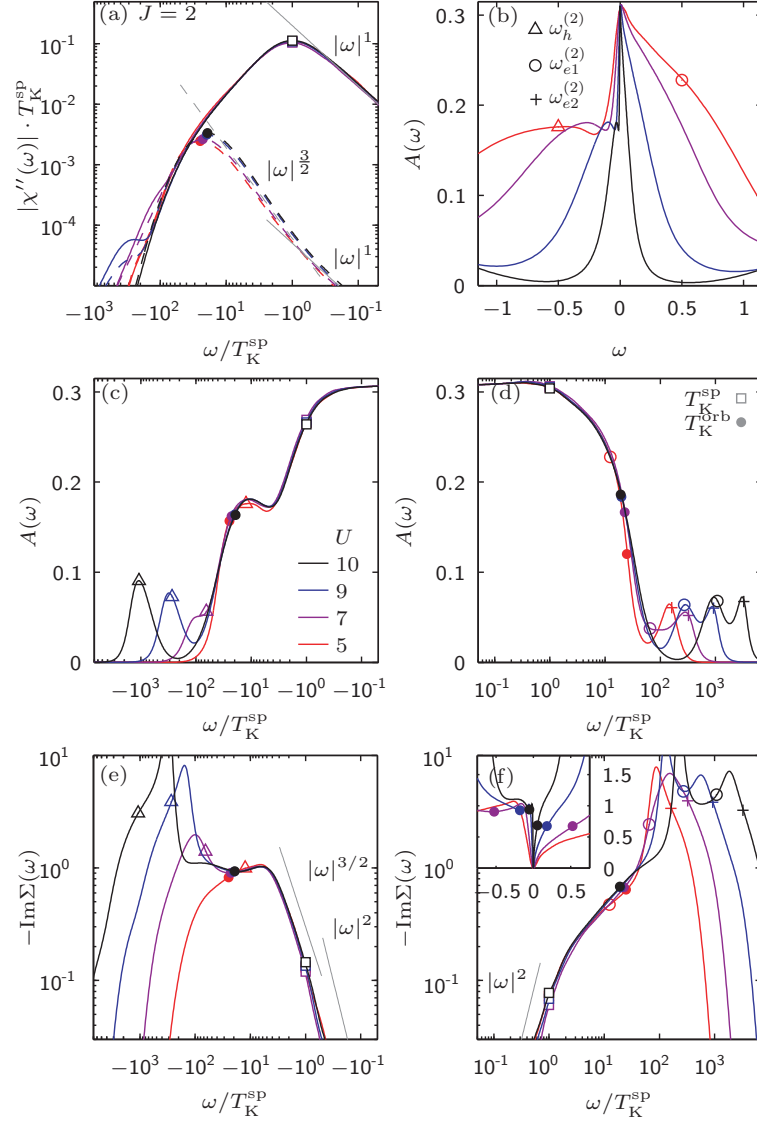 (a) J = 2
|ω|^1
|ω|^{3/2}
|ω|^1
10^{-1}
10^{-2}
10^{-3}
10^{-4}
|χ''(ω)| · T_K^{sp}
−10^3 −10^2 −10^1 −10^0 −10^{-1}
ω/T_K^{sp}
(b)
△ ω_h^{(2)}
○ ω_{e1}^{(2)}
+ ω_{e2}^{(2)}
0.3
0.2
0.1
0
A(ω)
−1 −0.5 0 0.5 1
ω
(c)
0.3
0.2
0.1
0
A(ω)
U
10
9
7
5
−10^3 −10^2 −10^1 −10^0 −10^{-1}
ω/T_K^{sp}
(d)
T_K^{sp} □
T_K^{orb} ●
0.3
0.2
0.1
0
A(ω)
10^{-1} 10^0 10^1 10^2 10^3
ω/T_K^{sp}
(e)
|ω|^{3/2}
|ω|^2
10^1
10^0
10^{-1}
−ImΣ(ω)
−10^3 −10^2 −10^1 −10^0 −10^{-1}
ω/T_K^{sp}
(f)
1.5
1
0.5
0
−0.5 0 0.5
|ω|^2
10^1
10^0
10^{-1}
−ImΣ(ω)
10^{-1} 10^0 10^1 10^2 10^3
ω/T_K^{sp}